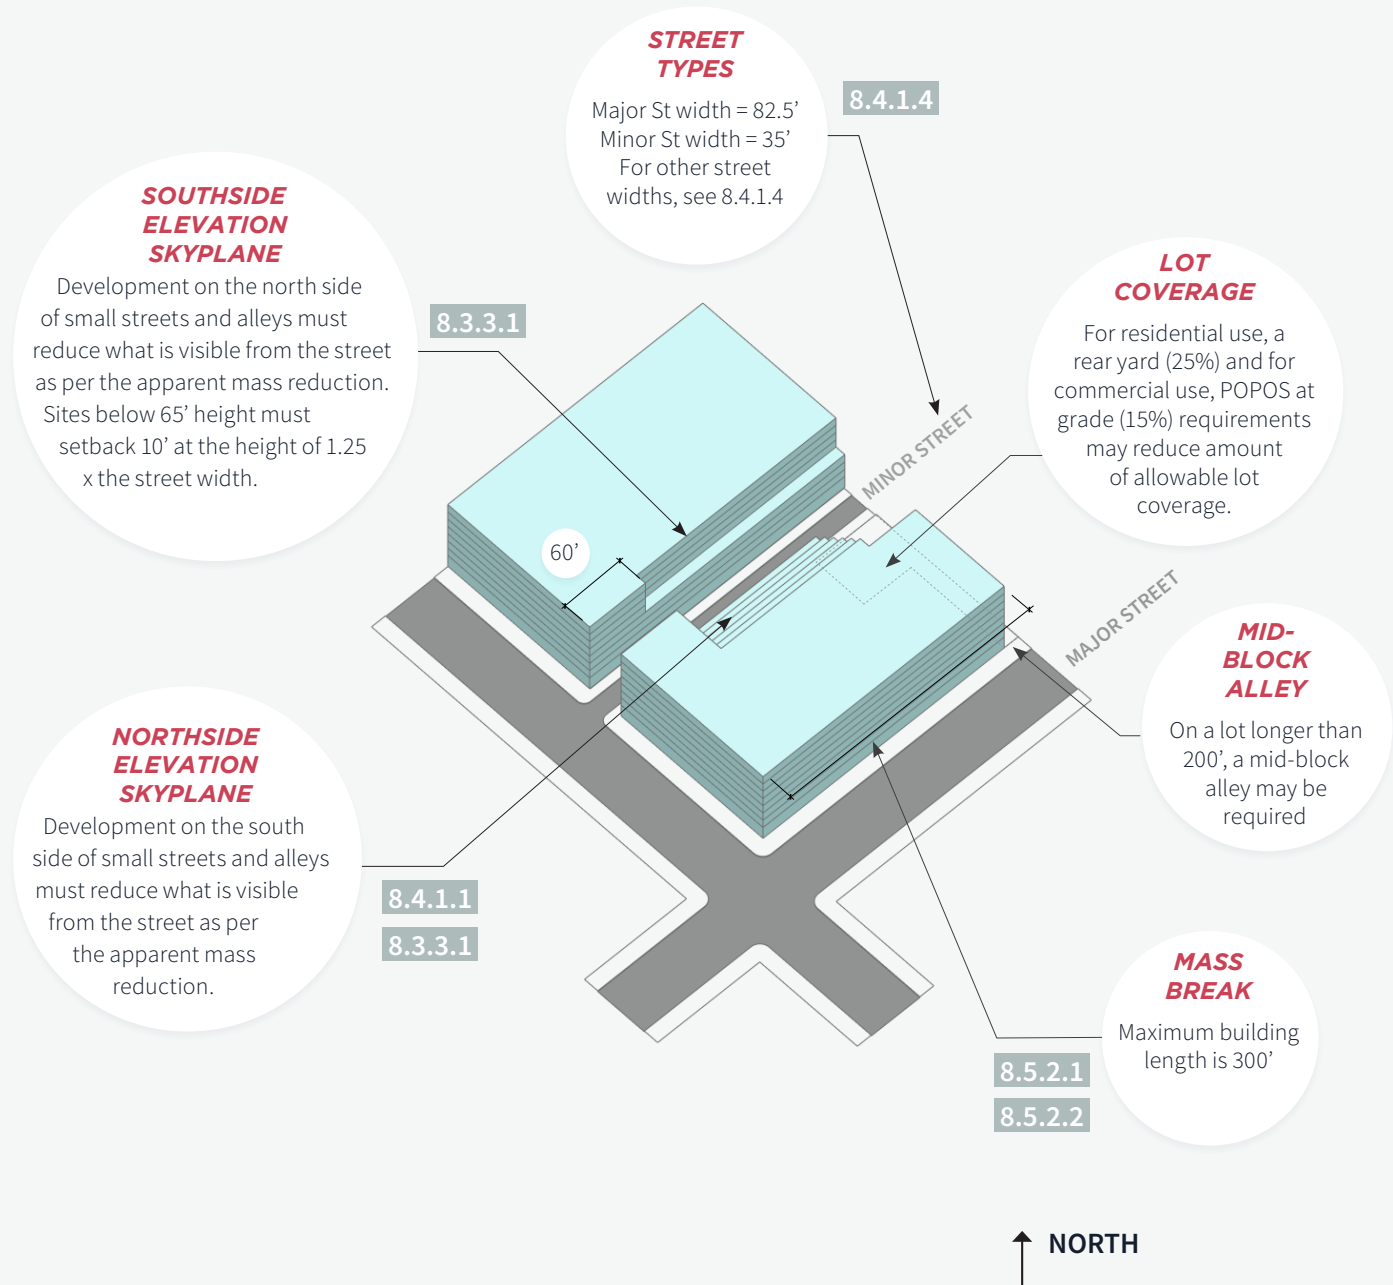 STREET
TYPES
Major St width = 82.5’
Minor St width = 35’
For other street
widths, see 8.4.1.4
8.4.1.4
SOUTHSIDE
ELEVATION
SKYPLANE
Development on the north side
of small streets and alleys must
reduce what is visible from the street
as per the apparent mass reduction.
Sites below 65’ height must
setback 10’ at the height of 1.25
x the street width.
8.3.3.1
LOT
COVERAGE
For residential use, a
rear yard (25%) and for
commercial use, POPOS at
grade (15%) requirements
may reduce amount
of allowable lot
coverage.
MINOR STREET
60’
MAJOR STREET
MID-
BLOCK
ALLEY
On a lot longer than
200’, a mid-block
alley may be
required
NORTHSIDE
ELEVATION
SKYPLANE
Development on the south
side of small streets and alleys
must reduce what is visible
from the street as per
the apparent mass
reduction.
8.4.1.1
8.3.3.1
MASS
BREAK
Maximum building
length is 300’
8.5.2.1
8.5.2.2
NORTH